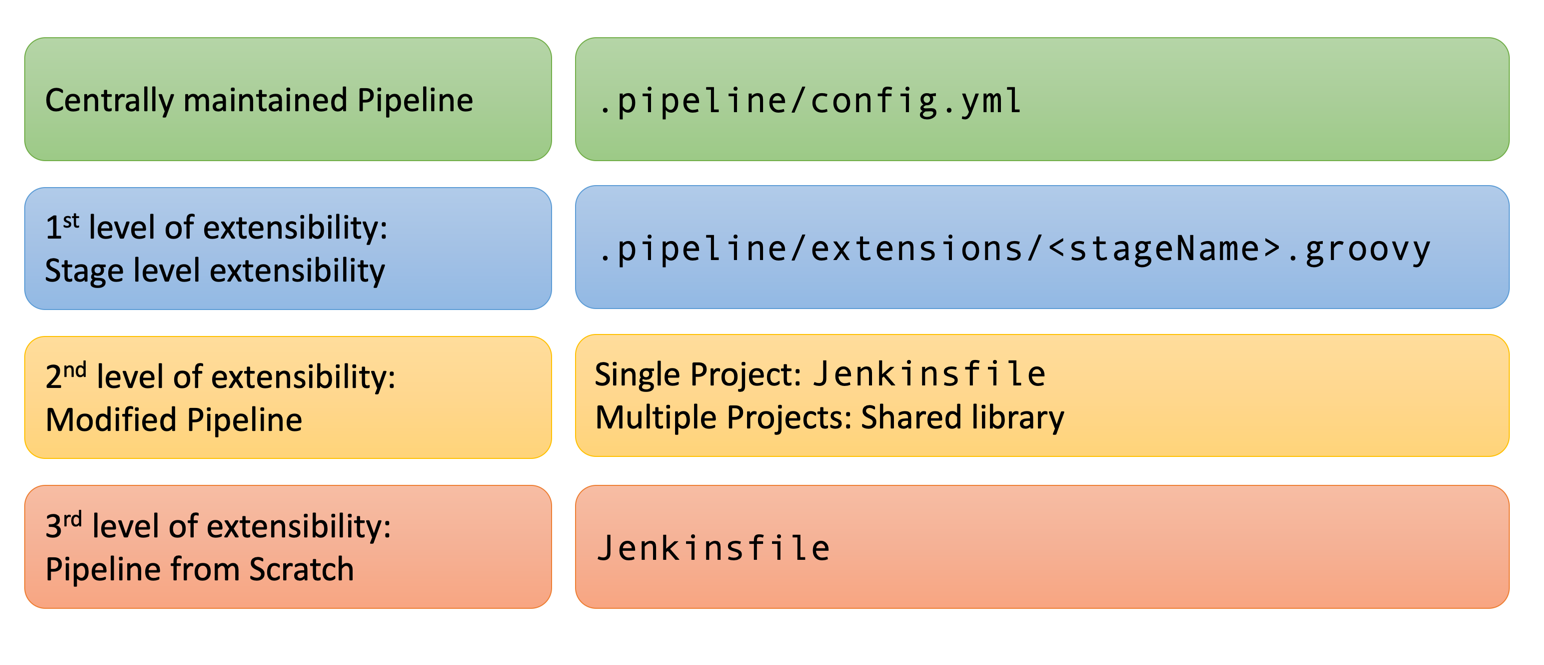 Centrally maintained Pipeline
.pipeline/config.yml
1st level of extensibility:
Stage level extensibility
.pipeline/extensions/<stageName>.groovy
2nd level of extensibility:
Modified Pipeline
Single Project: Jenkinsfile
Multiple Projects: Shared library
3rd level of extensibility:
Pipeline from Scratch
Jenkinsfile